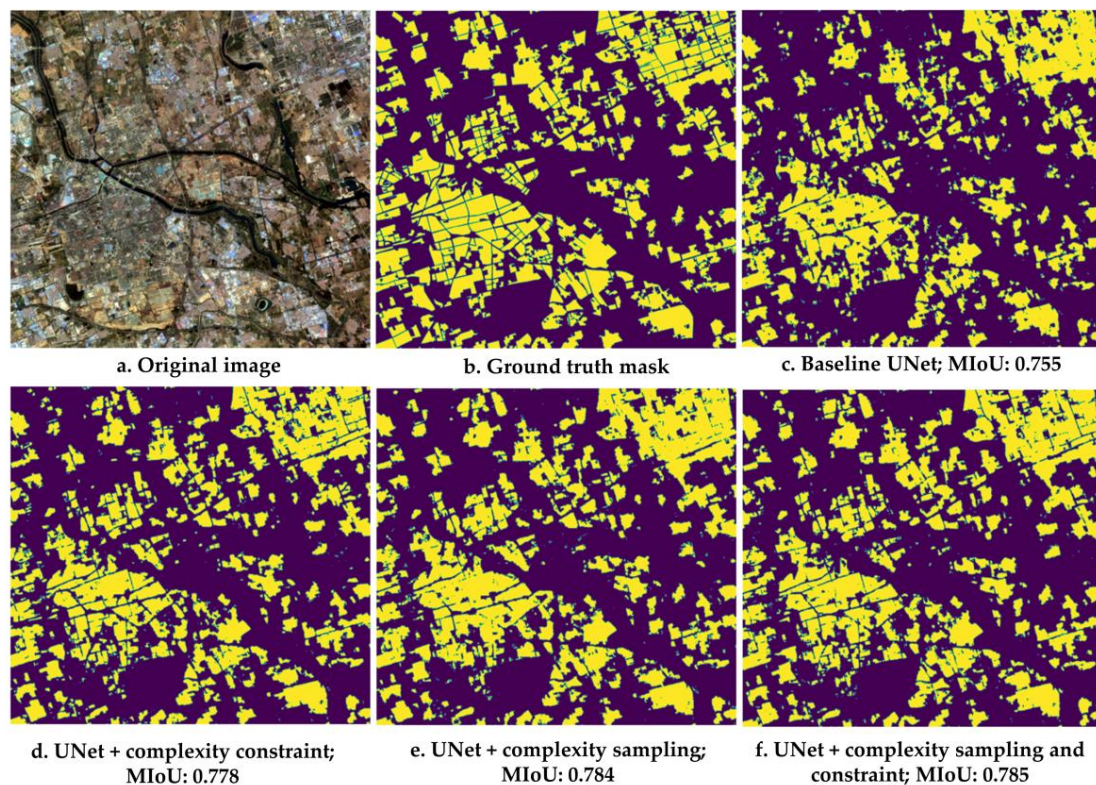 a. Original image
b. Ground truth mask
c. Baseline UNet; MIoU: 0.755
d. UNet + complexity constraint;
MIoU: 0.778
e. UNet + complexity sampling;
MIoU: 0.784
f. UNet + complexity sampling and
constraint; MIoU: 0.785